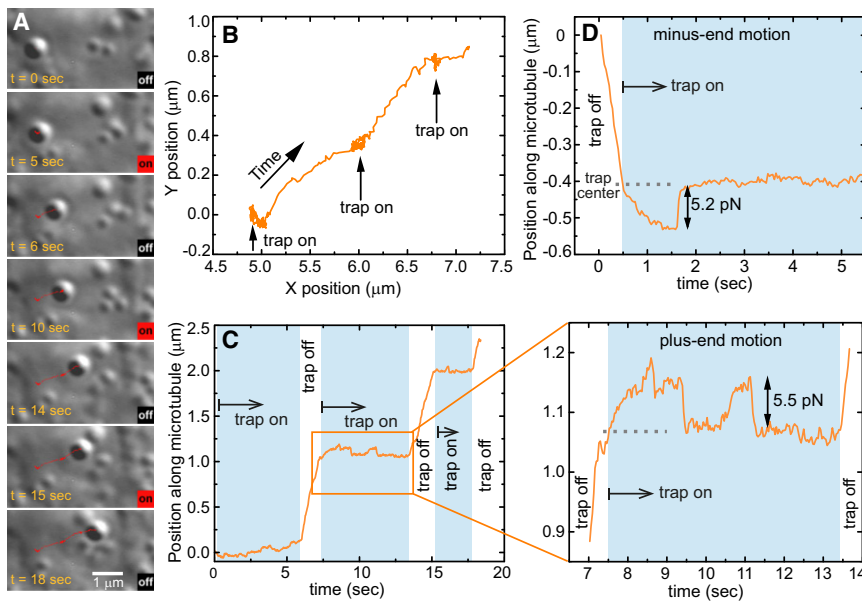 A
t = 0 sec
off
t = 5 sec
on
t = 6 sec
off
t = 10 sec
on
t = 14 sec
off
t = 15 sec
on
t = 18 sec
1 μm
off
B
Y position (μm)
0.8
0.6
0.4
0.2
0.0
-0.2
Time
trap on
trap on
trap on
4.5 5.0 5.5 6.0 6.5 7.0 7.5
X position (μm)
C
Position along microtubule (μm)
2.5
2.0
1.5
1.0
0.5
0.0
trap on
trap off
trap on
trap off
trap on
trap off
0 5 10 15 17.5 20
time (sec)
D
minus-end motion
Position along microtubule (μm)
0
-0.1
-0.2
-0.3
-0.4
-0.5
-0.6
trap off
trap on
trap
center
5.2 pN
0 1 2 3 4 5
time (sec)
plus-end motion
1.2
1.1
1.0
0.9
5.5 pN
trap off
trap on
trap off
7 8 9 10 11 12 13 14
time (sec)